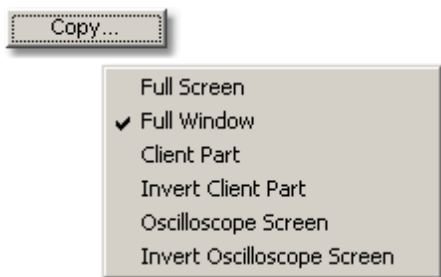 Copy...
Full Screen
Full Window
Client Part
Invert Client Part
Oscilloscope Screen
Invert Oscilloscope Screen